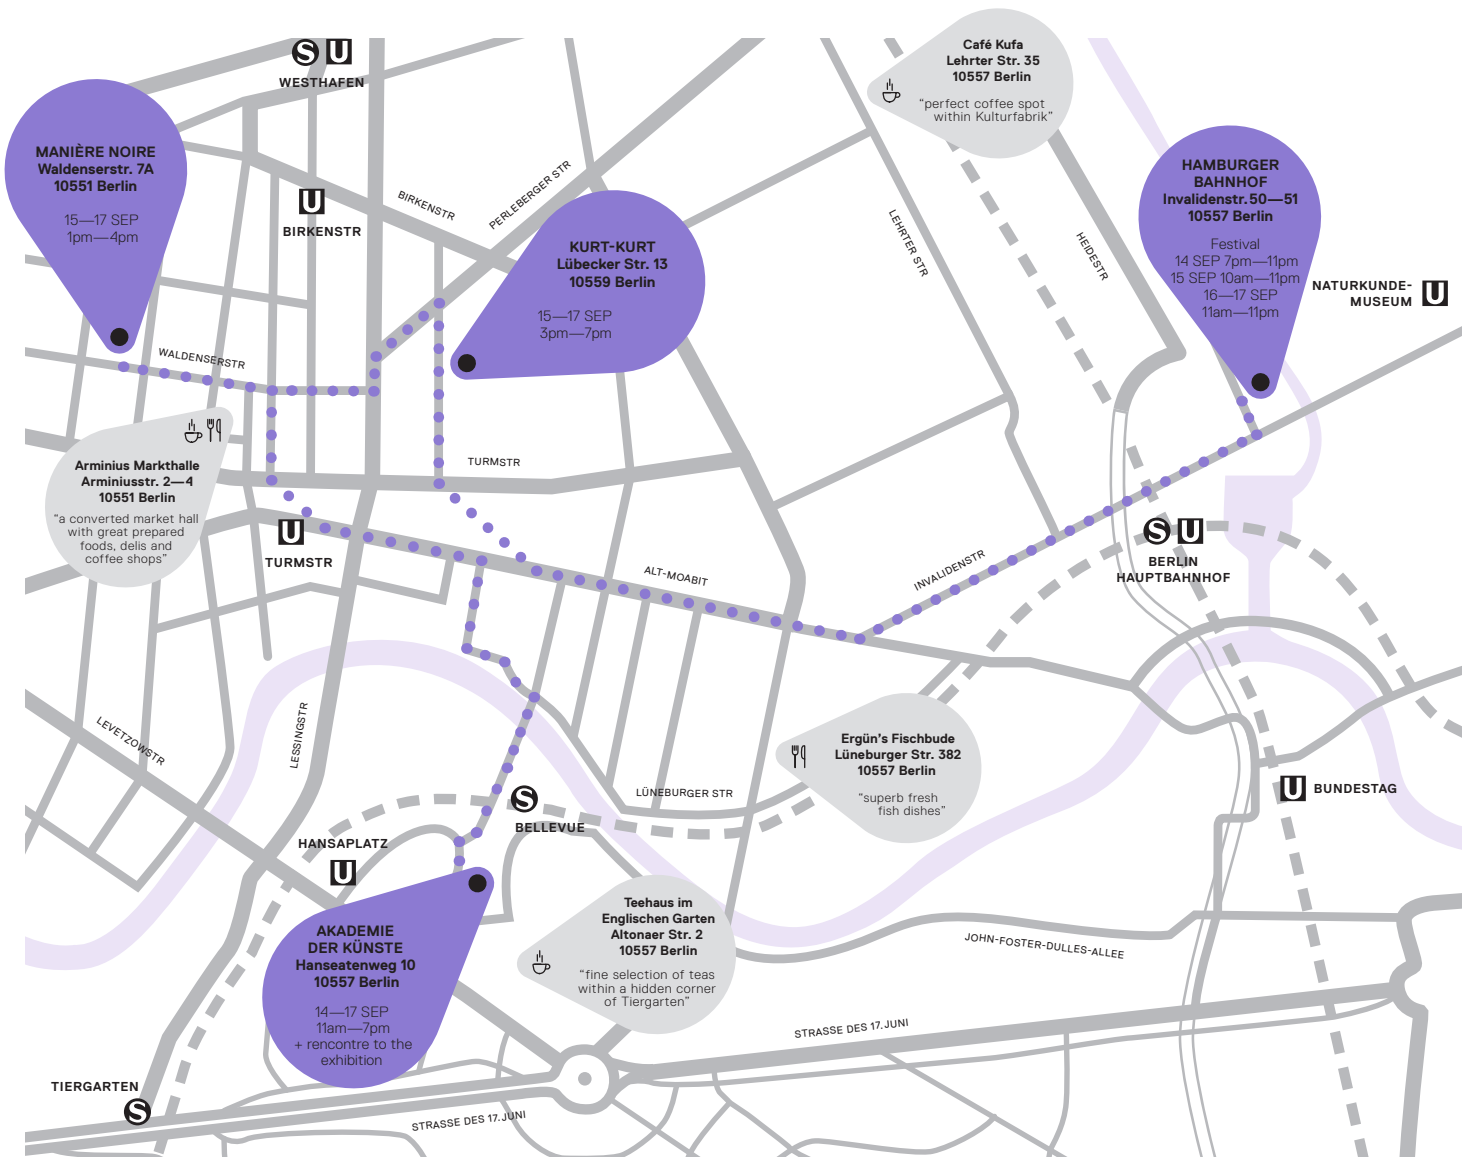 S U
WESTHAFEN
Café Kufa
Lehrter Str. 35
10557 Berlin
“perfect coffee spot
within Kulturfabrik”
MANIÈRE NOIRE
Waldenserstr. 7A
10551 Berlin
15—17 SEP
1pm—4pm
U
BIRKENSTR
BIRKENSTR
PERLEBERGER STR
KURT-KURT
Lübecker Str. 13
10559 Berlin
15—17 SEP
3pm—7pm
LEHRTER STR
HEIDESTR
HAMBURGER
BAHNHOF
Invalidenstr. 50—51
10557 Berlin
Festival
14 SEP 7pm—11pm
15 SEP 10am—11pm
16—17 SEP
11am—11pm
NATURKUNDE-
MUSEUM U
WALDENSERSTR
Arminius Markthalle
Arminiusstr. 2—4
10551 Berlin
“a converted market hall
with great prepared
foods, delis and
coffee shops”
TURMSTR
U
TURMSTR
ALT-MOABIT
INVALIDENSTR
S U
BERLIN
HAUPTBAHNHOF
LEVETZOWSTR
LESSINGSTR
LÜNEBURGER STR
Ergün’s Fischbude
Lüneburger Str. 382
10557 Berlin
“superb fresh
fish dishes”
U BUNDESTAG
S
BELLEVUE
HANSAPLATZ
U
AKADEMIE
DER KÜNSTE
Hanseatenweg 10
10557 Berlin
14—17 SEP
11am—7pm
+ rencontre to the
exhibition
Teehaus im
Englischen Garten
Altonaer Str. 2
10557 Berlin
“fine selection of teas
within a hidden corner
of Tiergarten”
JOHN-FOSTER-DULLES-ALLEE
STRASSE DES 17. JUNI
TIERGARTEN
S
STRASSE DES 17. JUNI